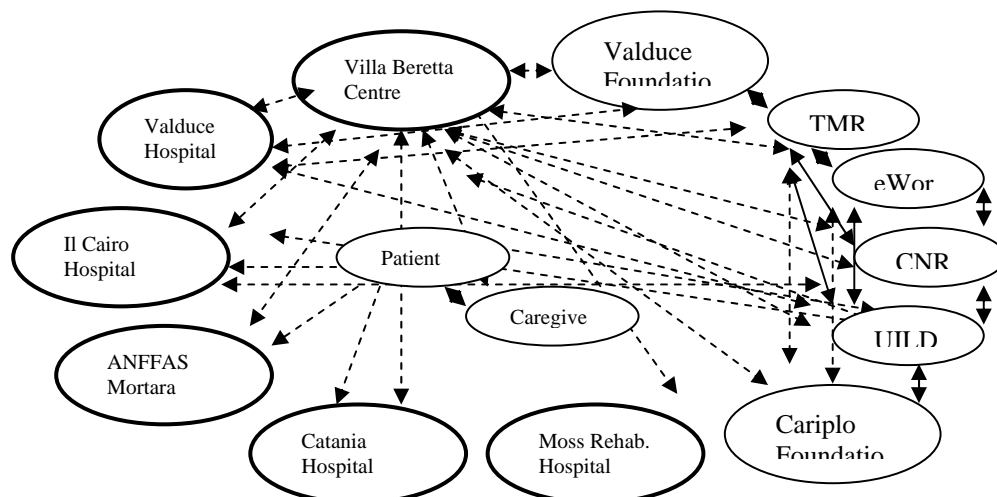 Villa Beretta
Centre
Valduce
Foundatio
Valduce
Hospital
TMR
eWor
Il Cairo
Hospital
Patient
CNR
Caregive
UILD
ANFFAS
Mortara
Cariplo
Foundatio
Catania
Hospital
Moss Rehab.
Hospital